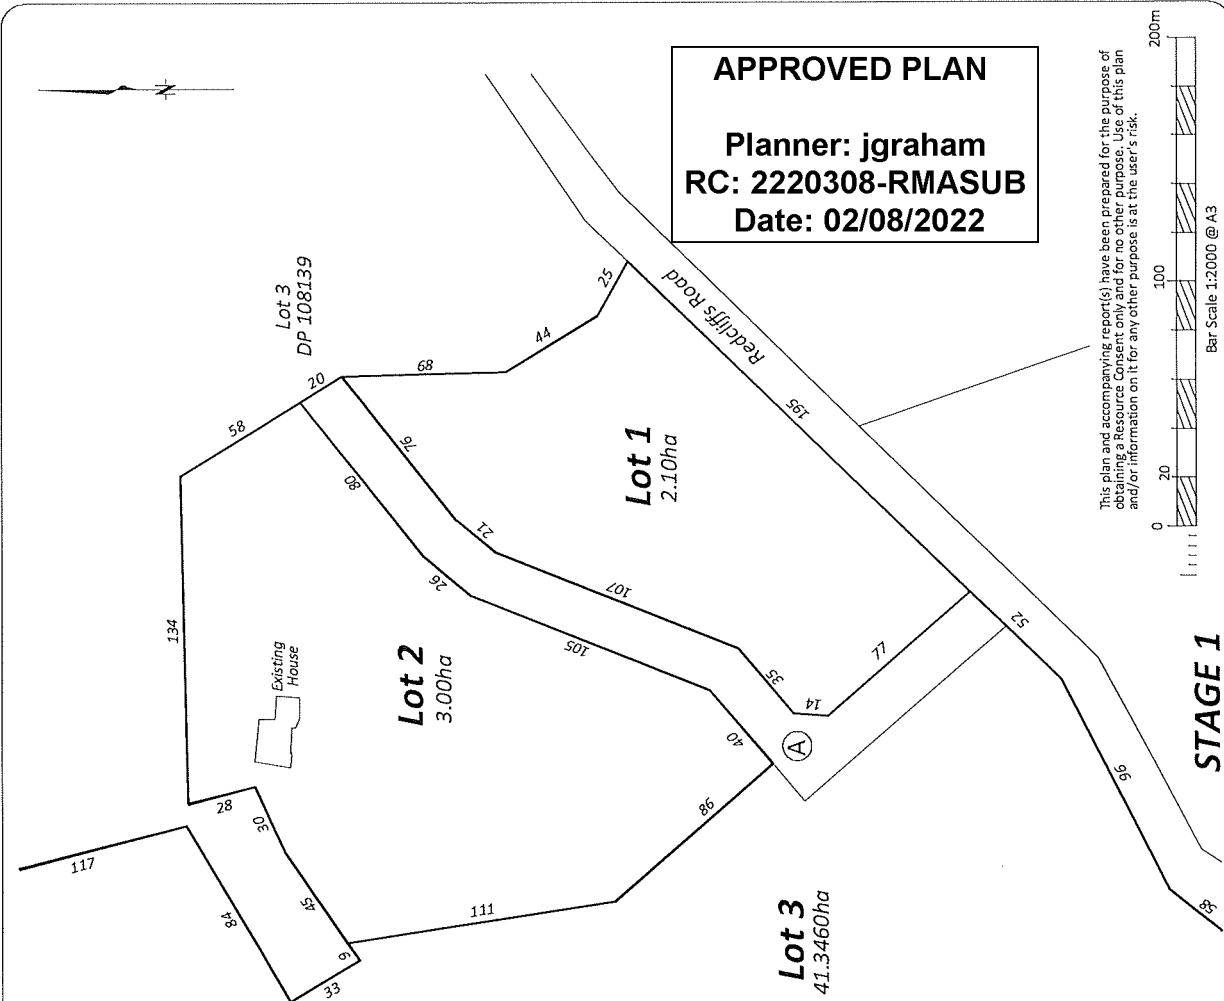 APPROVED PLAN
Planner: jgraham
RC: 2220308-RMASUB
Date: 02/08/2022
N
Lot 3
DP 108139
20
58
134
68
44
25
76
80
21
26
107
105
35
14
77
40
86
111
28
30
45
9
33
84
117
195
52
96
58
Redcliffs Road
Lot 1
2.10ha
Lot 2
3.00ha
Existing
House
A
Lot 3
41.3460ha
This plan and accompanying report(s) have been prepared for the purpose of
obtaining a Resource Consent only and for no other purpose. Use of this plan
and/or information on it for any other purpose is at the user's risk.
0
20
100
200m
Bar Scale 1:2000 @ A3
STAGE 1